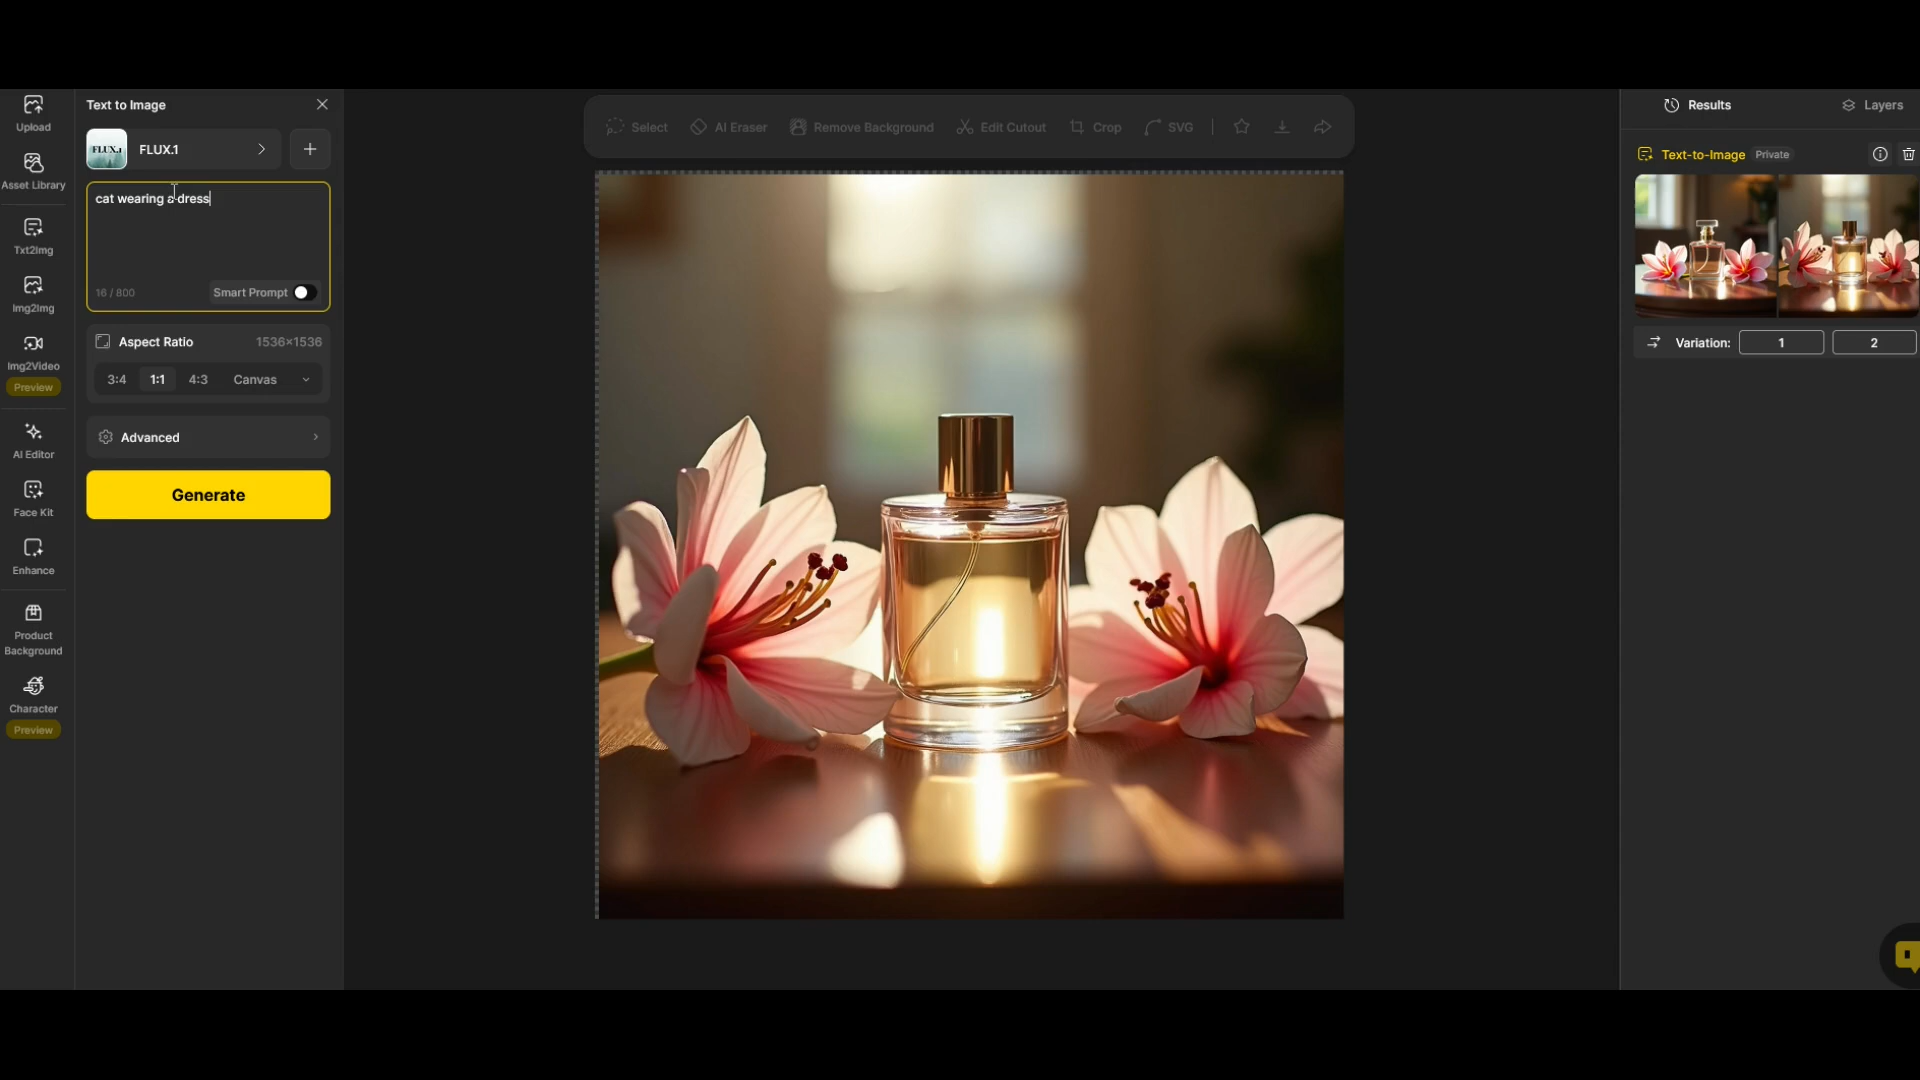 Upload
Asset Library
Txt2Img
Img2Img
Img2Video
Preview
AI Editor
Face Kit
Enhance
Product
Background
Character
Preview
Text to Image
FLUX.1
FLUX.1
cat wearing a dress
16 / 800
Smart Prompt
Aspect Ratio
1536×1536
3:4
1:1
4:3
Canvas
Advanced
Generate
Select
AI Eraser
Remove Background
Edit Cutout
Crop
SVG
Results
Layers
Text-to-Image
Private
Variation:
1
2